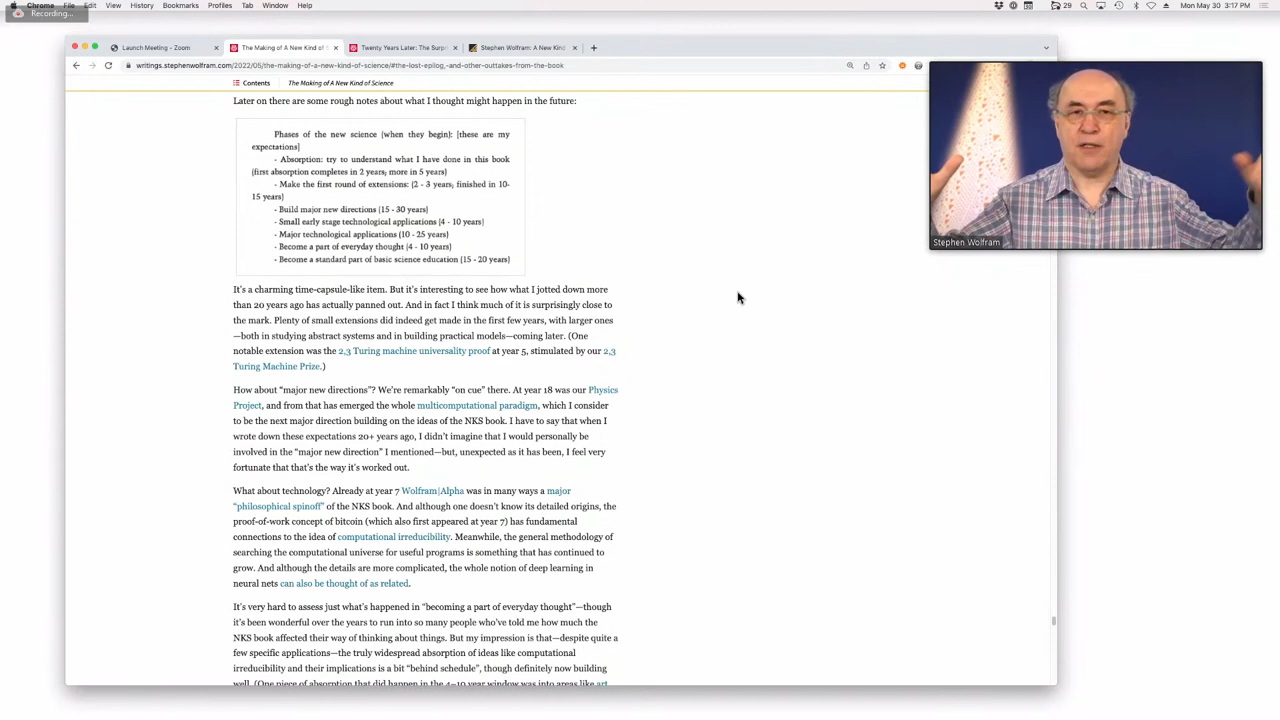 Chrome File Edit View History Bookmarks Profiles Tab Window Help
29 Mon May 30 3:17 PM
Recording...
Launch Meeting - Zoom
The Making of A New Kind of S
Twenty Years Later: The Surpr
Stephen Wolfram: A New Kind
writings.stephenwolfram.com/2022/05/the-making-of-a-new-kind-of-science/#the-lost-epilog,-and-other-outtakes-from-the-book
Contents The Making of A New Kind of Science
Later on there are some rough notes about what I thought might happen in the future:
Phases of the new science (when they begin): [these are my
expectations]
- Absorption: try to understand what I have done in this book
(first absorption completes in 2 years; more in 5 years)
- Make the first round of extensions: (2 - 3 years; finished in 10-
15 years)
- Build major new directions (15 - 30 years)
- Small early stage technological applications (4 - 10 years)
- Major technological applications (10 - 25 years)
- Become a part of everyday thought (4 - 10 years)
- Become a standard part of basic science education (15 - 20 years)
It's a charming time-capsule-like item. But it's interesting to see how what I jotted down more
than 20 years ago has actually panned out. And in fact I think much of it is surprisingly close to
the mark. Plenty of small extensions did indeed get made in the first few years, with larger ones
—both in studying abstract systems and in building practical models—coming later. (One
notable extension was the 2,3 Turing machine universality proof at year 5, stimulated by our 2,3
Turing Machine Prize.)
How about "major new directions"? We're remarkably "on cue" there. At year 18 was our Physics
Project, and from that has emerged the whole multicomputational paradigm, which I consider
to be the next major direction building on the ideas of the NKS book. I have to say that when I
wrote down these expectations 20+ years ago, I didn't imagine that I would personally be
involved in the "major new direction" I mentioned—but, unexpected as it has been, I feel very
fortunate that that's the way it's worked out.
What about technology? Already at year 7 Wolfram|Alpha was in many ways a major
"philosophical spinoff" of the NKS book. And although one doesn't know its detailed origins, the
proof-of-work concept of bitcoin (which also first appeared at year 7) has fundamental
connections to the idea of computational irreducibility. Meanwhile, the general methodology of
searching the computational universe for useful programs is something that has continued to
grow. And although the details are more complicated, the whole notion of deep learning in
neural nets can also be thought of as related.
It's very hard to assess just what's happened in "becoming a part of everyday thought"—though
it's been wonderful over the years to run into so many people who've told me how much the
NKS book affected their way of thinking about things. But my impression is that—despite quite a
few specific applications—the truly widespread absorption of ideas like computational
irreducibility and their implications is a bit "behind schedule", though definitely now building
well. (One piece of absorption that did happen in the 4–10 year window was into areas like art
Stephen Wolfram